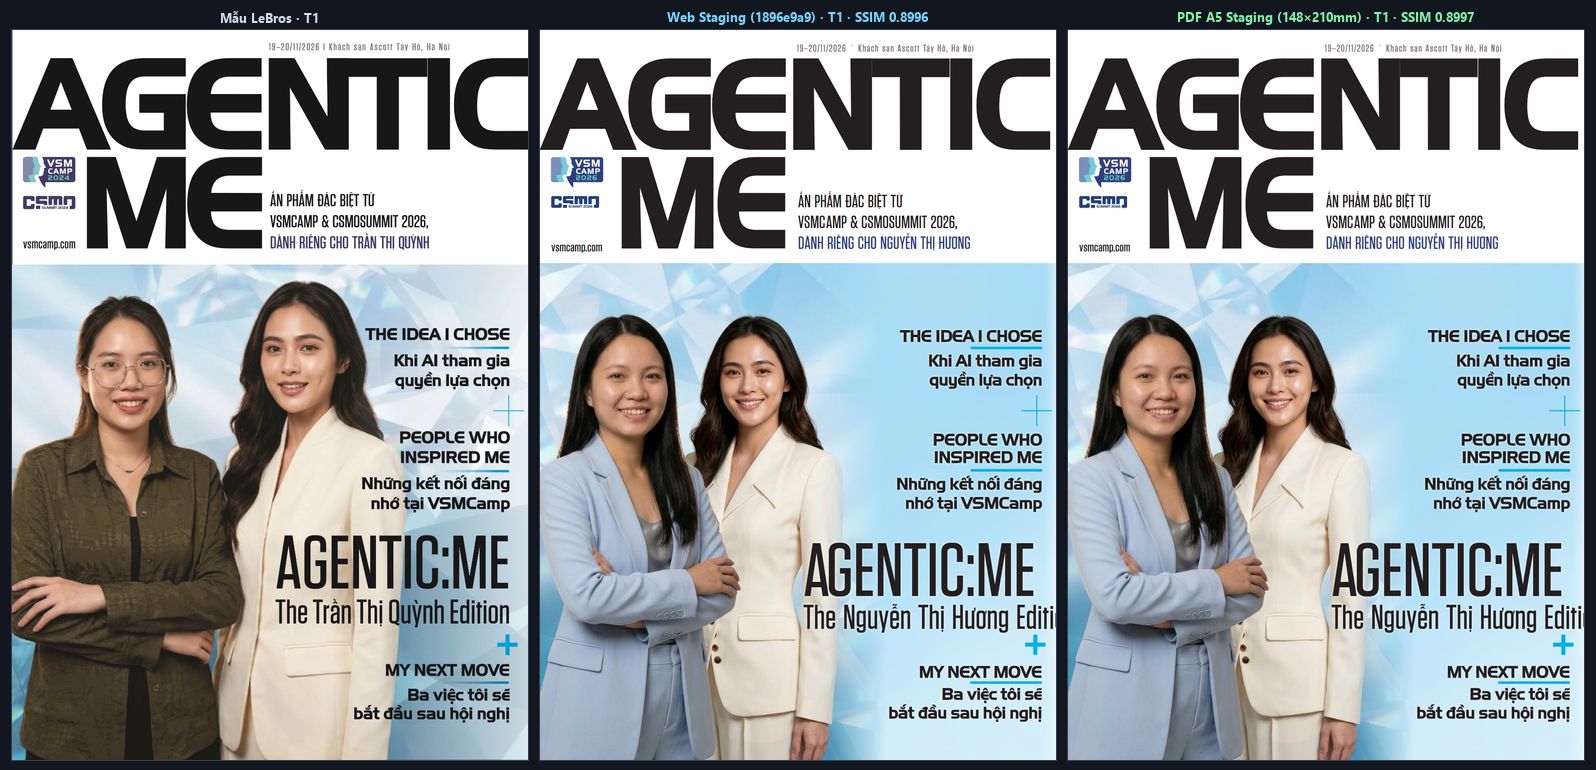 Mẫu LeBros · T1
19–20/11/2026 I Khách sạn Ascott Tây Hồ, Hà Nội
AGENTIC
ME
VSM
CAMP
2024
CSMO
SUMMIT 2024
vsmcamp.com
ẤN PHẨM ĐẶC BIỆT TỪ
VSMCAMP & CSMOSUMMIT 2026,
DÀNH RIÊNG CHO TRẦN THỊ QUỲNH
THE IDEA I CHOSE
Khi AI tham gia
quyền lựa chọn
PEOPLE WHO
INSPIRED ME
Những kết nối đáng
nhớ tại VSMCamp
AGENTIC:ME
The Trần Thị Quỳnh Edition
MY NEXT MOVE
Ba việc tôi sẽ
bắt đầu sau hội nghị
Web Staging (1896e9a9) · T1 · SSIM 0.8996
19–20/11/2026 · Khách sạn Ascott Tây Hồ, Hà Nội
AGENTIC
ME
VSM
CAMP
2026
CSMO
SUMMIT 2026
vsmcamp.com
ẤN PHẨM ĐẶC BIỆT TỪ
VSMCAMP & CSMOSUMMIT 2026,
DÀNH RIÊNG CHO NGUYỄN THỊ HƯƠNG
THE IDEA I CHOSE
Khi AI tham gia
quyền lựa chọn
PEOPLE WHO
INSPIRED ME
Những kết nối đáng
nhớ tại VSMCamp
AGENTIC:ME
The Nguyễn Thị Hương Editi
MY NEXT MOVE
Ba việc tôi sẽ
bắt đầu sau hội nghị
PDF A5 Staging (148×210mm) · T1 · SSIM 0.8997
19–20/11/2026 · Khách sạn Ascott Tây Hồ, Hà Nội
AGENTIC
ME
VSM
CAMP
2026
CSMO
SUMMIT 2026
vsmcamp.com
ẤN PHẨM ĐẶC BIỆT TỪ
VSMCAMP & CSMOSUMMIT 2026,
DÀNH RIÊNG CHO NGUYỄN THỊ HƯƠNG
THE IDEA I CHOSE
Khi AI tham gia
quyền lựa chọn
PEOPLE WHO
INSPIRED ME
Những kết nối đáng
nhớ tại VSMCamp
AGENTIC:ME
The Nguyễn Thị Hương Editi
MY NEXT MOVE
Ba việc tôi sẽ
bắt đầu sau hội nghị